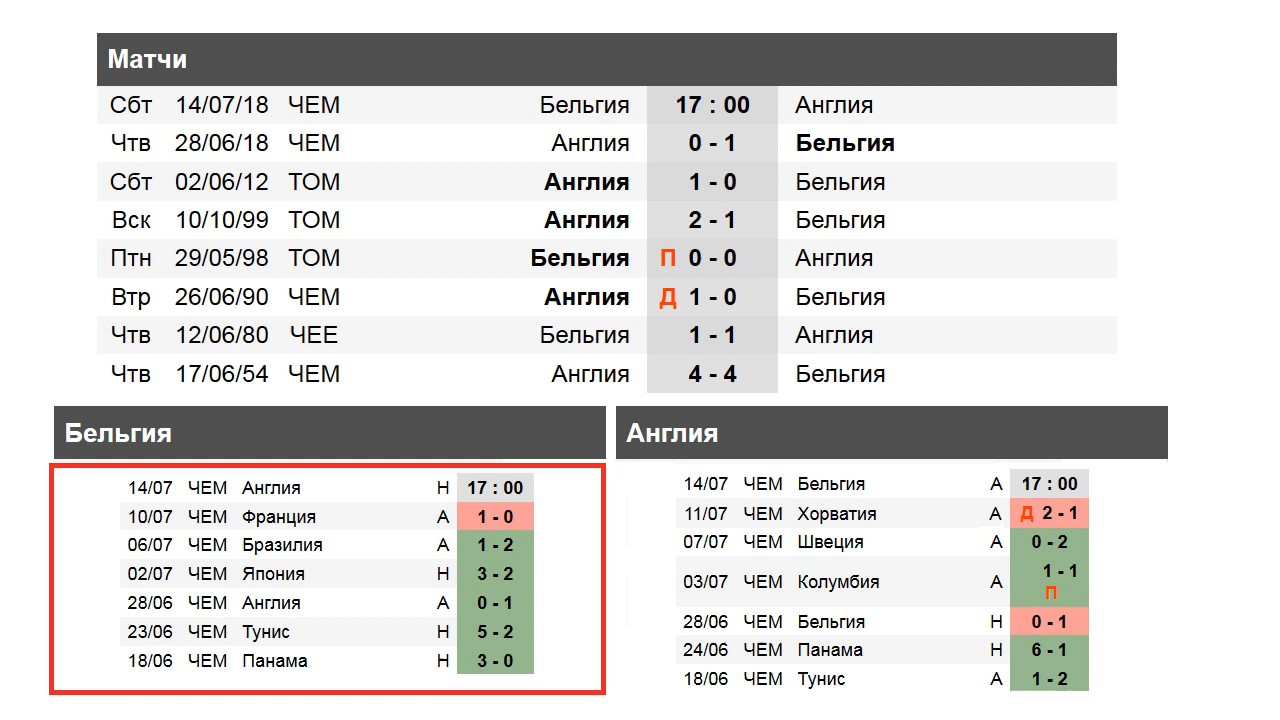 Матчи
Сбт 14/07/18 ЧЕМ Бельгия 17 : 00 Англия
Чтв 28/06/18 ЧЕМ Англия 0 - 1 Бельгия
Сбт 02/06/12 ТОМ Англия 1 - 0 Бельгия
Вск 10/10/99 ТОМ Англия 2 - 1 Бельгия
Птн 29/05/98 ТОМ Бельгия П 0 - 0 Англия
Втр 26/06/90 ЧЕМ Англия Д 1 - 0 Бельгия
Чтв 12/06/80 ЧЕЕ Бельгия 1 - 1 Англия
Чтв 17/06/54 ЧЕМ Англия 4 - 4 Бельгия
Бельгия
14/07 ЧЕМ Англия Н 17 : 00
10/07 ЧЕМ Франция А 1 - 0
06/07 ЧЕМ Бразилия А 1 - 2
02/07 ЧЕМ Япония Н 3 - 2
28/06 ЧЕМ Англия А 0 - 1
23/06 ЧЕМ Тунис Н 5 - 2
18/06 ЧЕМ Панама Н 3 - 0
Англия
14/07 ЧЕМ Бельгия А 17 : 00
11/07 ЧЕМ Хорватия А Д 2 - 1
07/07 ЧЕМ Швеция А 0 - 2
03/07 ЧЕМ Колумбия А 1 - 1
П
28/06 ЧЕМ Бельгия Н 0 - 1
24/06 ЧЕМ Панама Н 6 - 1
18/06 ЧЕМ Тунис А 1 - 2